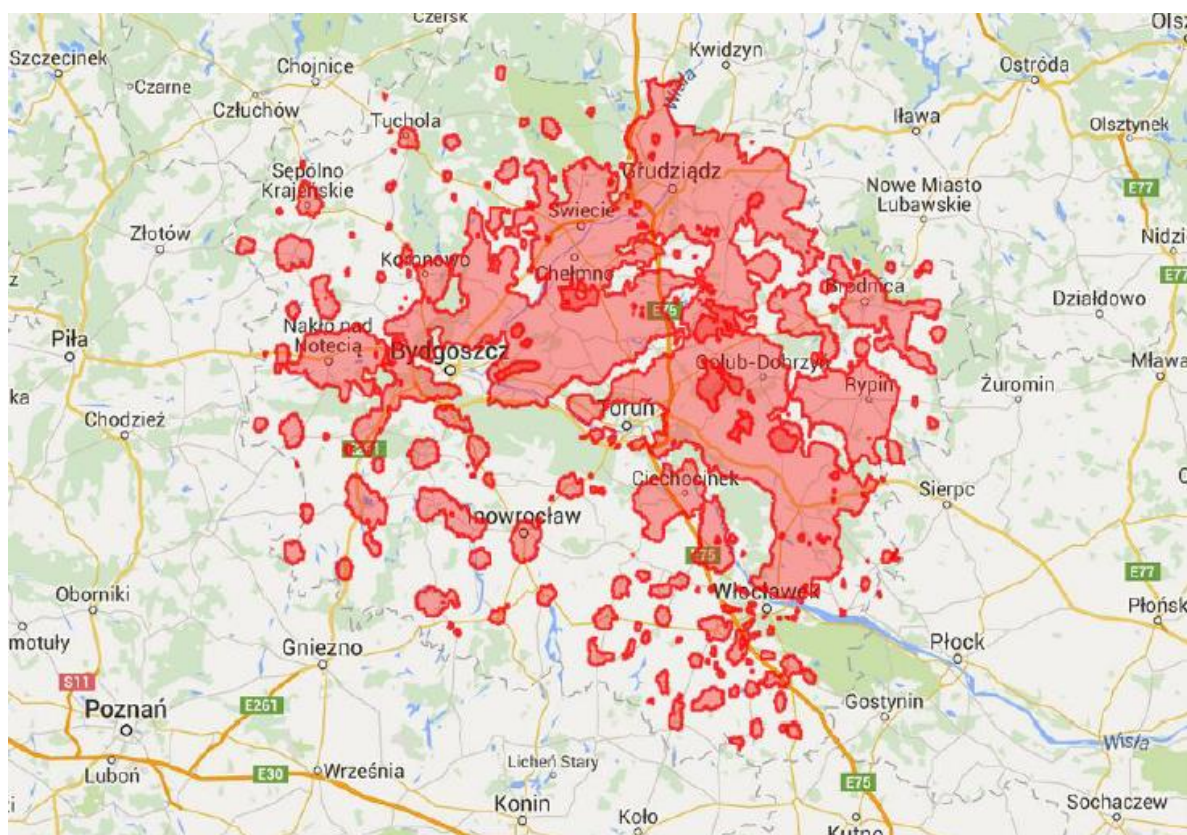 Czersk
Olsz
Szczecinek
Chojnice
Kwidzyn
Ostróda
Czarne
Człuchów
Wisła
Tuchola
Iława
Olsztynek
Sępólno
Krajeńskie
Grudziądz
Nowe Miasto
Lubawskie
E77
Złotów
Świecie
Nidzi
Koronowo
Chełmno
E77
z
Brodnica
Działdowo
E75
Piła
Nakło nad
Notecią
Bydgoszcz
Golub-Dobrzyń
Mława
ka
Rypin
Żuromin
Chodzież
Toruń
E261
Ciechocinek
Sierpc
C
Inowrocław
E75
E77
Oborniki
Włocławek
Płońsk
motuły
Gniezno
Płock
S11
E261
Gostynin
Poznań
Wisła
Luboń
E30
Września
Licheń Stary
E75
Konin
Sochaczew
i
Koło
Kutno